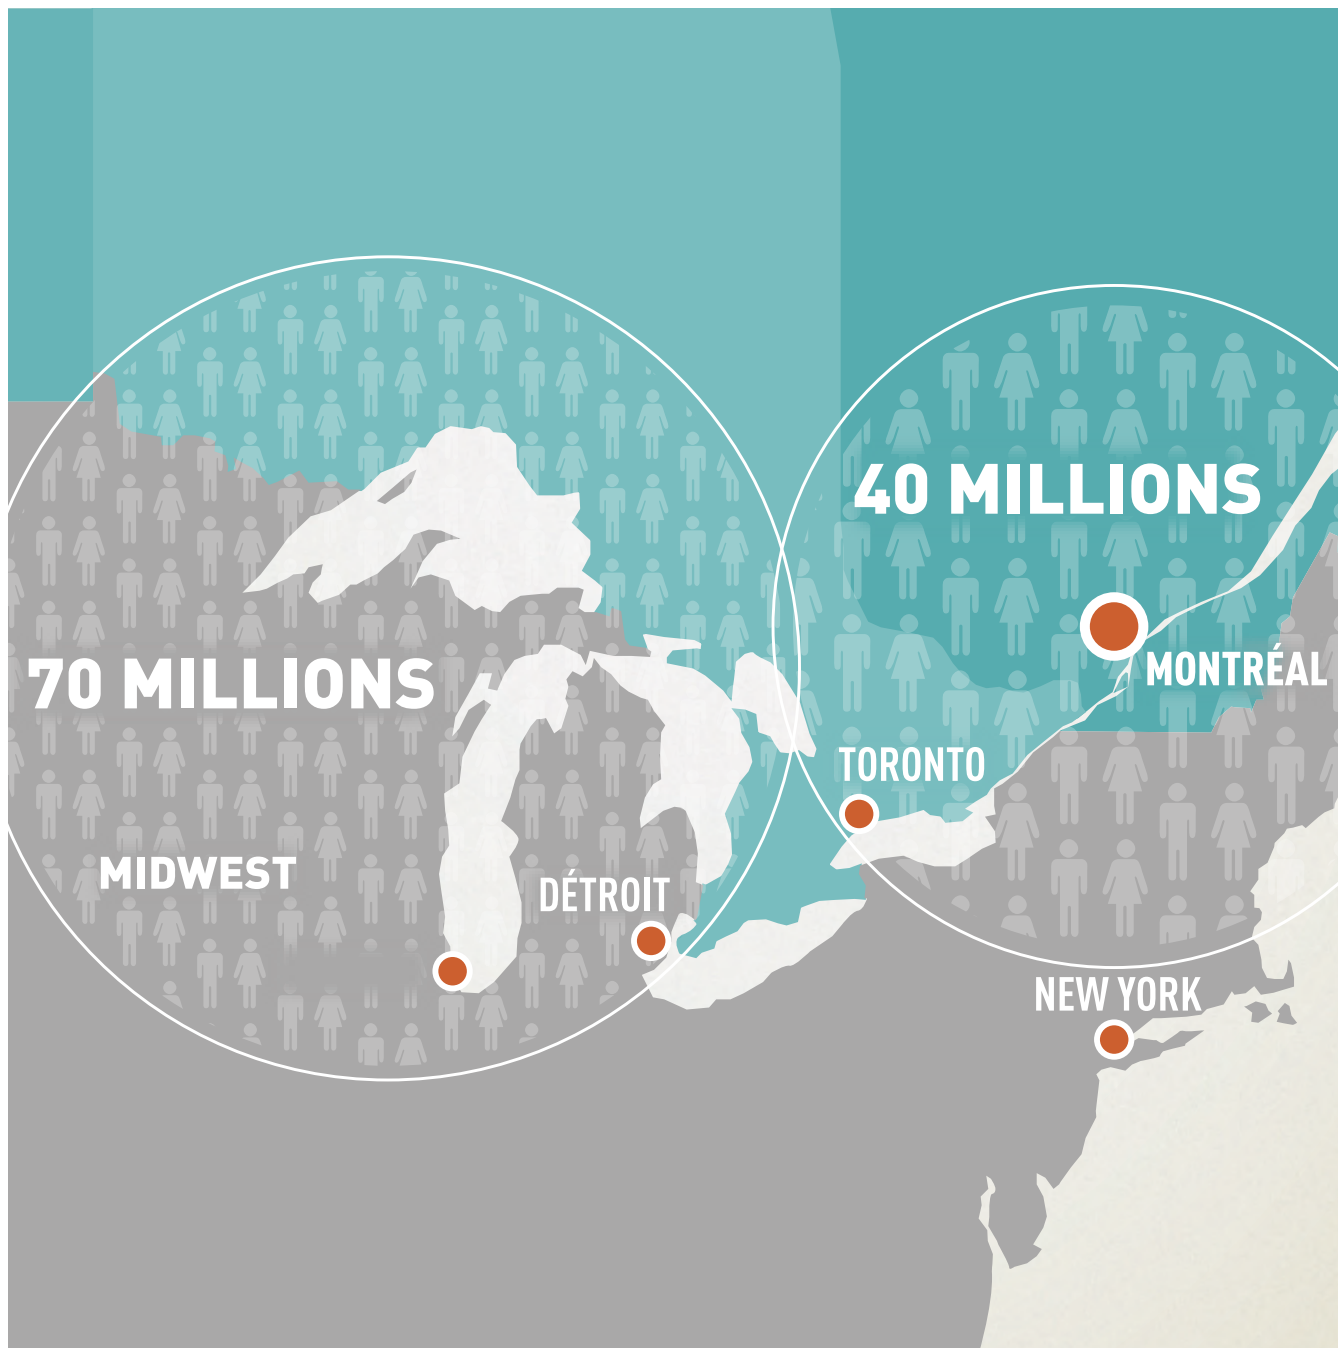 40 MILLIONS
70 MILLIONS
MONTRÉAL
TORONTO
MIDWEST
DÉTROIT
NEW YORK